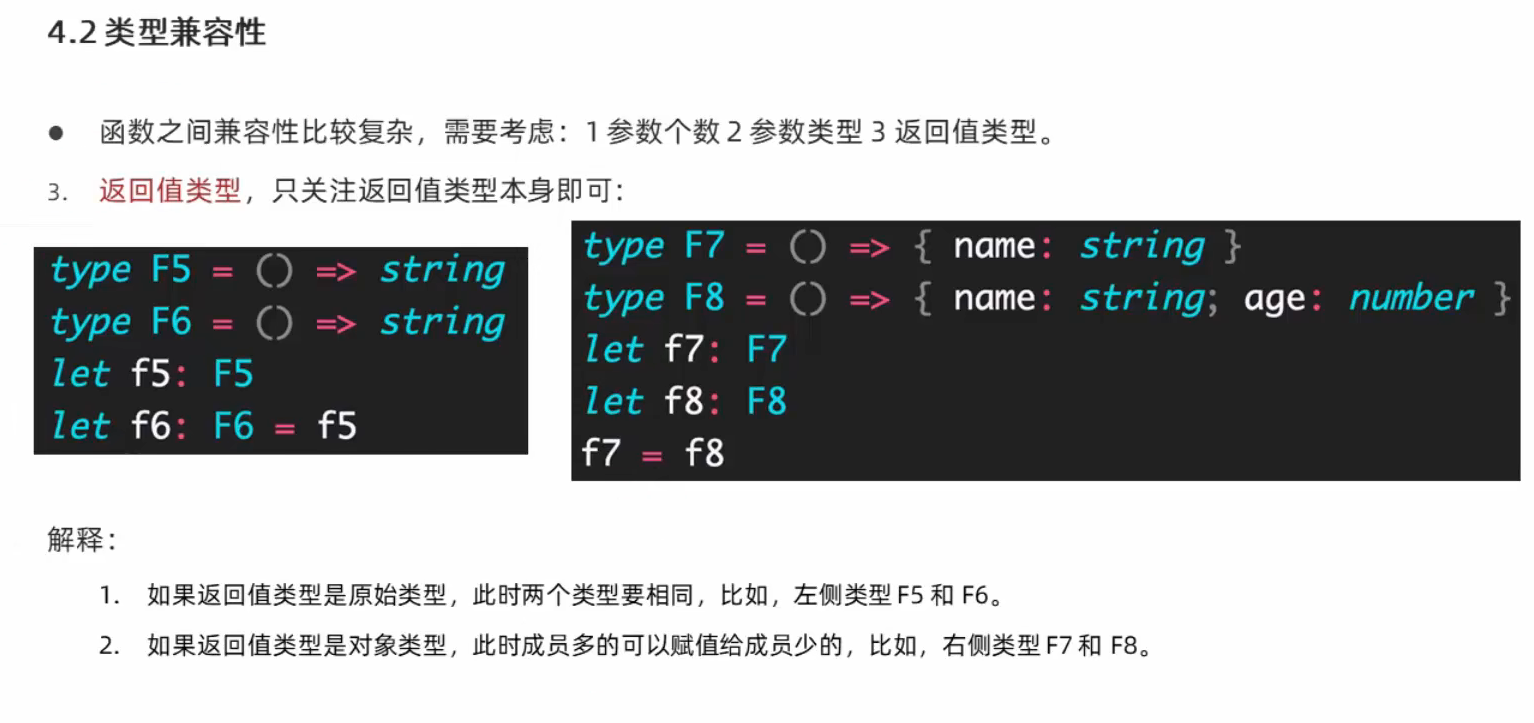 4.2 类型兼容性
● 函数之间兼容性比较复杂，需要考虑：1 参数个数 2 参数类型 3 返回值类型。
3. 返回值类型，只关注返回值类型本身即可：
type F5 = () => string
type F6 = () => string
let f5: F5
let f6: F6 = f5
type F7 = () => { name: string }
type F8 = () => { name: string; age: number }
let f7: F7
let f8: F8
f7 = f8
解释：
1. 如果返回值类型是原始类型，此时两个类型要相同，比如，左侧类型 F5 和 F6。
2. 如果返回值类型是对象类型，此时成员多的可以赋值给成员少的，比如，右侧类型 F7 和 F8。